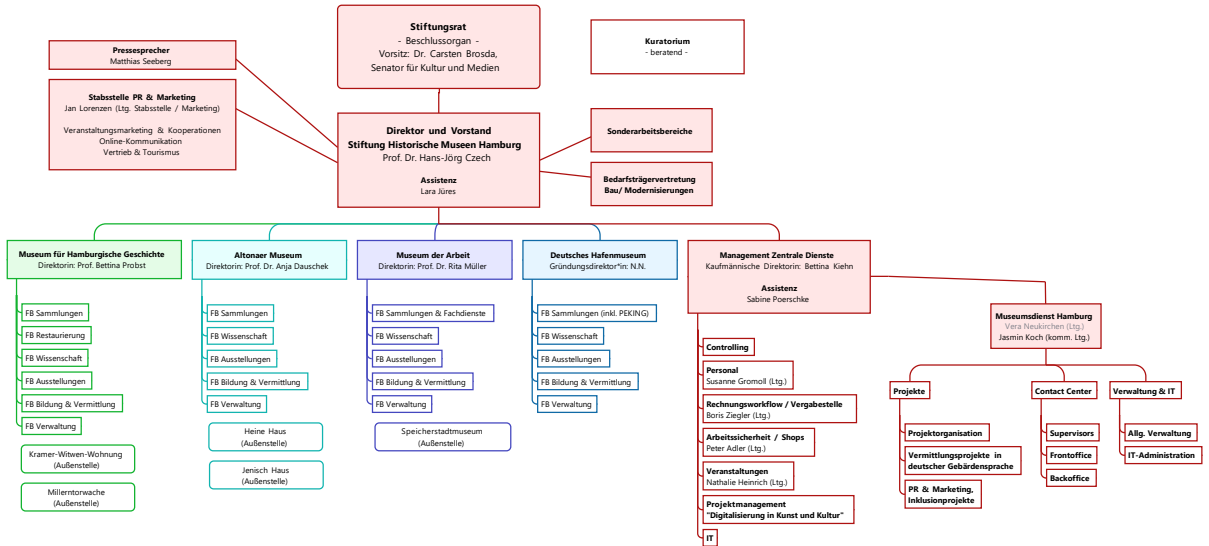 Stiftungsrat
- Beschlussorgan -
Vorsitz: Dr. Carsten Brosda,
Senator für Kultur und Medien
Kuratorium
- beratend -
Pressesprecher
Matthias Seeberg
Stabsstelle PR & Marketing
Jan Lorenzen (Ltg. Stabsstelle / Marketing)
Veranstaltungsmarketing & Kooperationen
Online-Kommunikation
Vertrieb & Tourismus
Direktor und Vorstand
Stiftung Historische Museen Hamburg
Prof. Dr. Hans-Jörg Czech
Assistenz
Lara Jüres
Sonderarbeitsbereiche
Bedarfsträgervertretung
Bau/ Modernisierungen
Museum für Hamburgische Geschichte
Direktorin: Prof. Bettina Probst
FB Sammlungen
FB Restaurierung
FB Wissenschaft
FB Ausstellungen
FB Bildung & Vermittlung
FB Verwaltung
Kramer-Witwen-Wohnung
(Außenstelle)
Millerntorwache
(Außenstelle)
Altonaer Museum
Direktorin: Prof. Dr. Anja Dauschek
FB Sammlungen
FB Wissenschaft
FB Ausstellungen
FB Bildung & Vermittlung
FB Verwaltung
Heine Haus
(Außenstelle)
Jenisch Haus
(Außenstelle)
Museum der Arbeit
Direktorin: Prof. Dr. Rita Müller
FB Sammlungen & Fachdienste
FB Wissenschaft
FB Ausstellungen
FB Bildung & Vermittlung
FB Verwaltung
Speicherstadtmuseum
(Außenstelle)
Deutsches Hafenmuseum
Gründungsdirektor*in: N.N.
FB Sammlungen (inkl. PEKING)
FB Wissenschaft
FB Ausstellungen
FB Bildung & Vermittlung
FB Verwaltung
Management Zentrale Dienste
Kaufmännische Direktorin: Bettina Kiehn
Assistenz
Sabine Poerschke
Controlling
Personal
Susanne Gromoll (Ltg.)
Rechnungsworkflow / Vergabestelle
Boris Ziegler (Ltg.)
Arbeitssicherheit / Shops
Peter Adler (Ltg.)
Veranstaltungen
Nathalie Heinrich (Ltg.)
Projektmanagement
"Digitalisierung in Kunst und Kultur"
IT
Museumsdienst Hamburg
Vera Neukirchen (Ltg.)
Jasmin Koch (komm. Ltg.)
Projekte
Projektorganisation
Vermittlungsprojekte in
deutscher Gebärdensprache
PR & Marketing,
Inklusionprojekte
Contact Center
Supervisors
Frontoffice
Backoffice
Verwaltung & IT
Allg. Verwaltung
IT-Administration